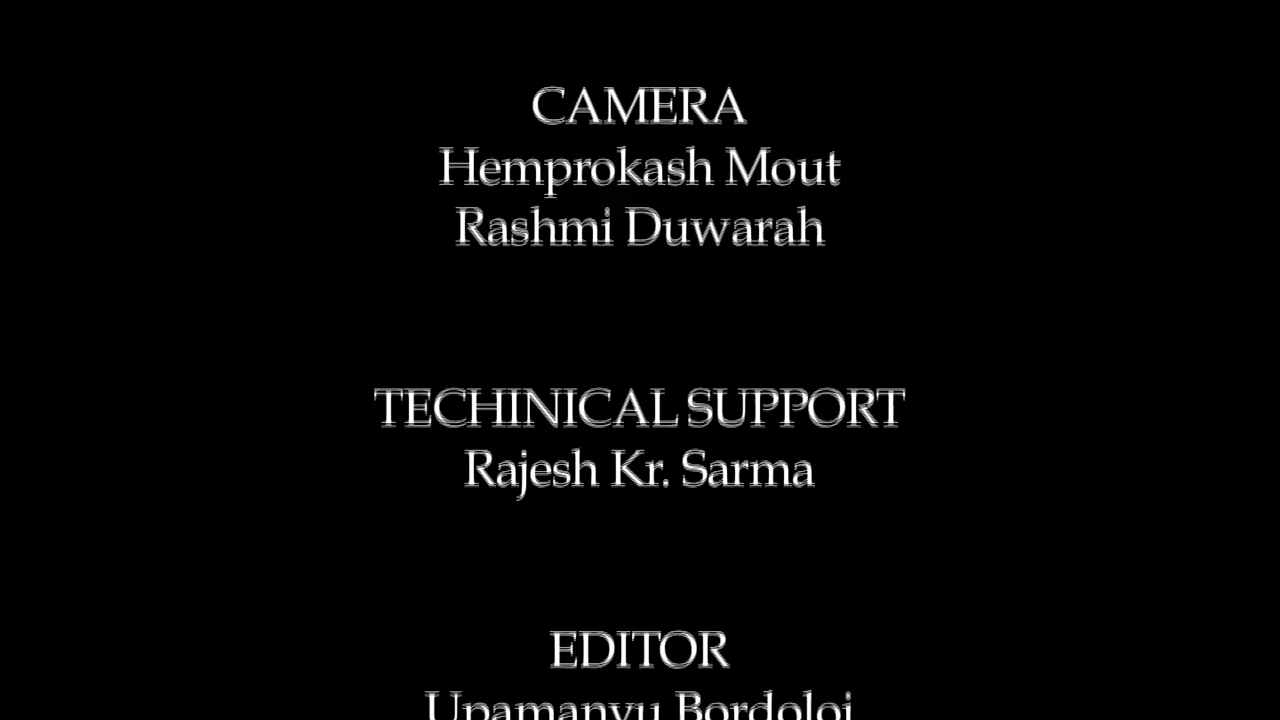 CAMERA
Hemprokash Mout
Rashmi Duwarah
TECHINICAL SUPPORT
Rajesh Kr. Sarma
EDITOR
Upamanyu Bordoloi